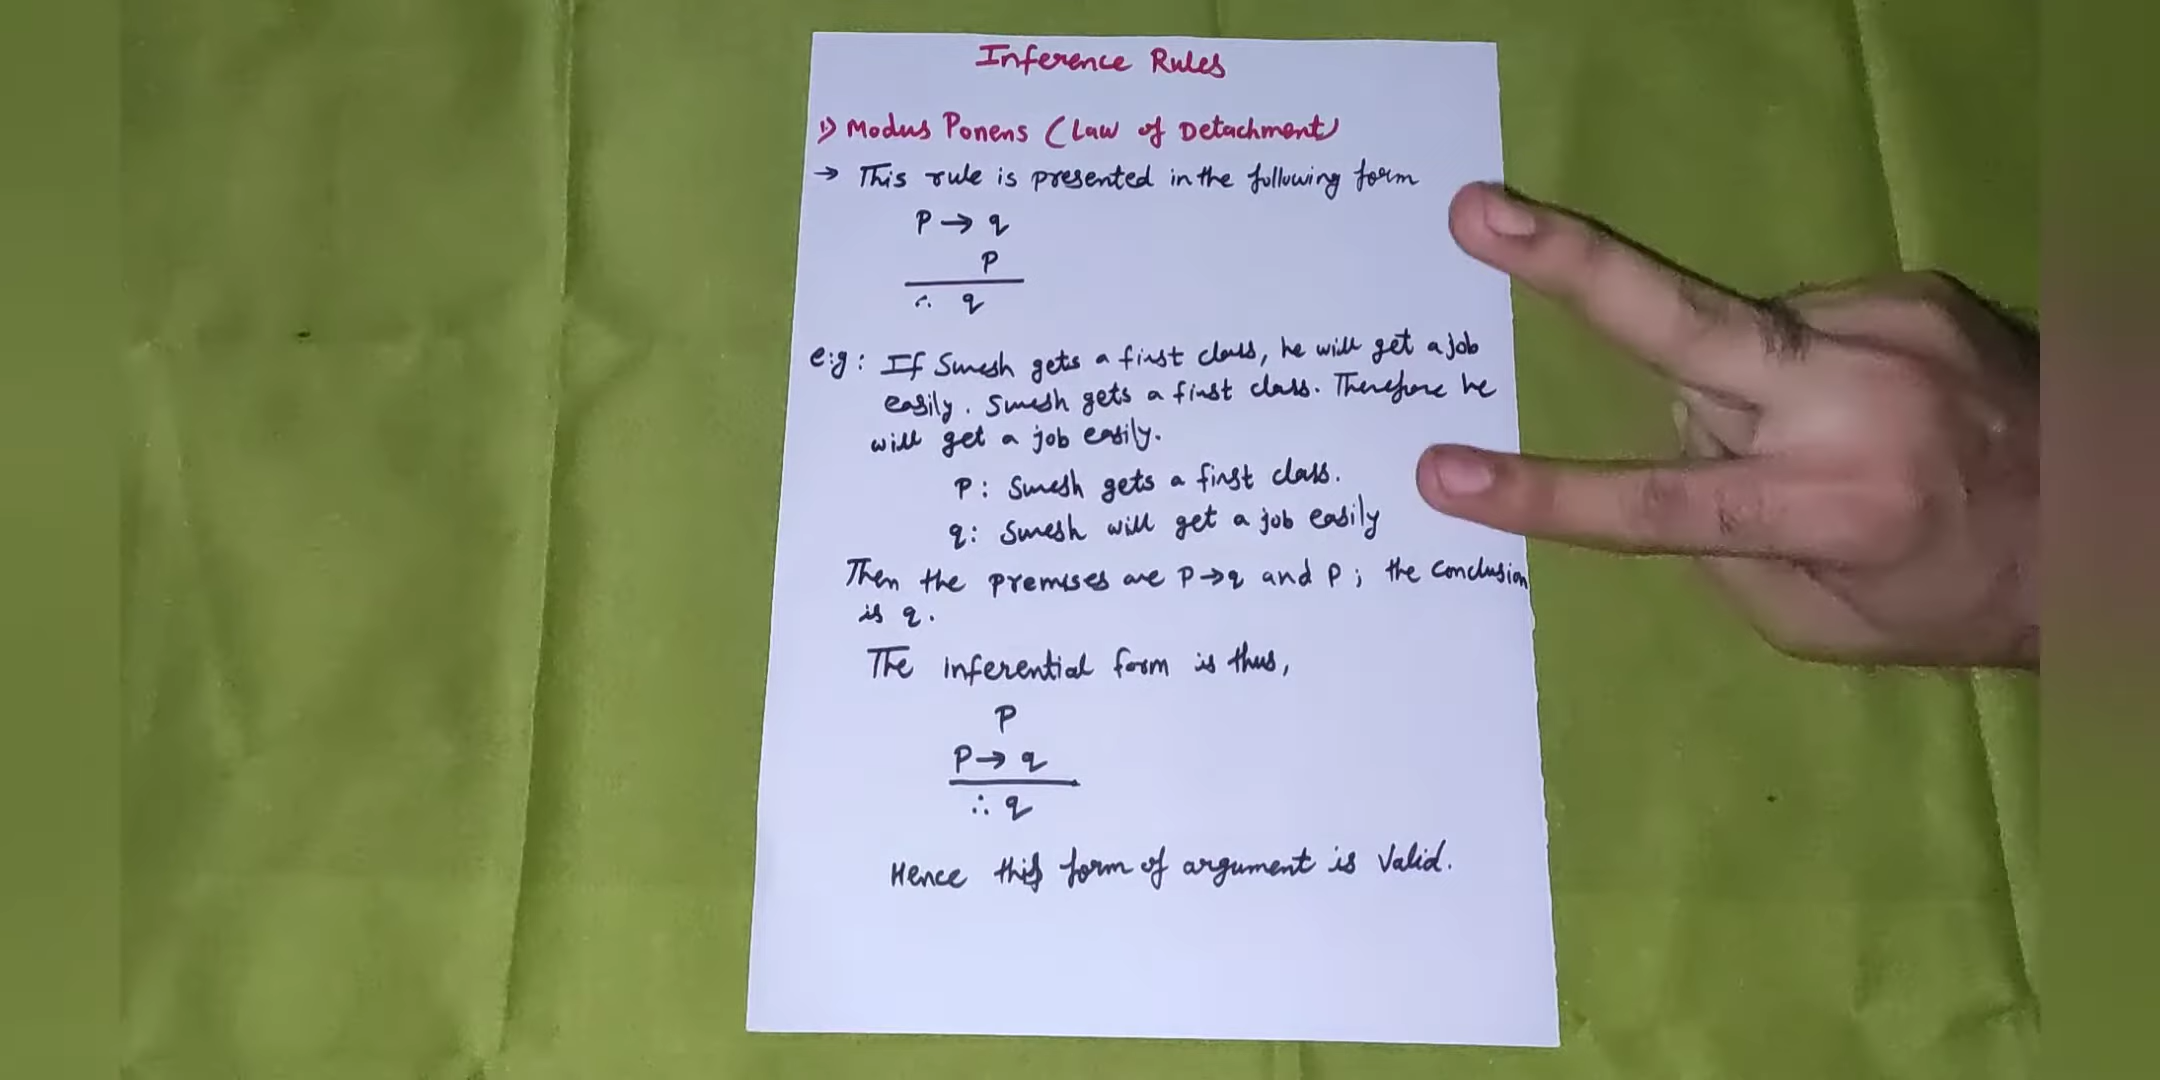 Inference Rules
1) Modus Ponens (Law of Detachment)
→ This rule is presented in the following form
P → q
P
∴ q
e.g: If Suresh gets a first class, he will get a job
easily. Suresh gets a first class. Therefore he
will get a job easily.
P: Suresh gets a first class.
q: Suresh will get a job easily
Then the premises are P→q and P; the conclusion
is q.
The inferential form is thus,
P
P→ q
∴ q
Hence this form of argument is Valid.